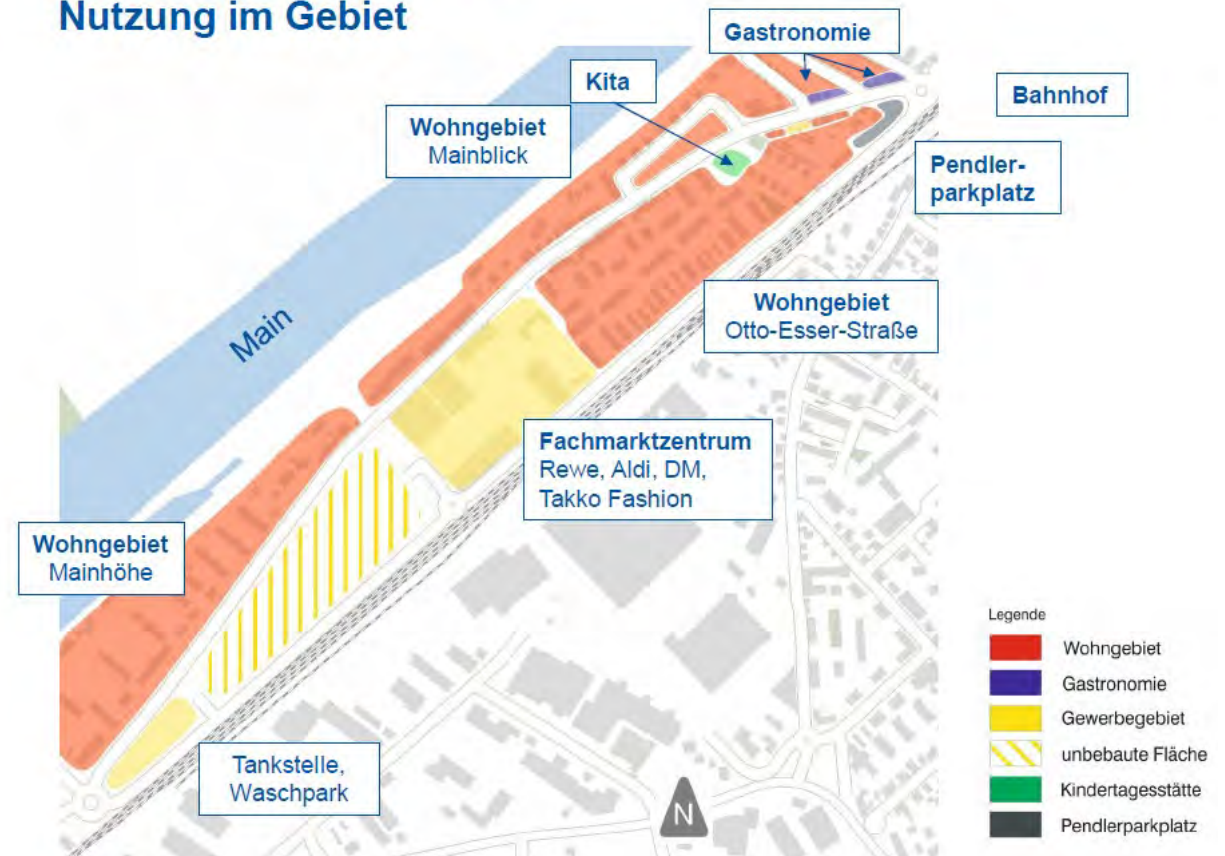 Nutzung im Gebiet
Gastronomie
Kita
Bahnhof
Wohngebiet
Mainblick
Pendler-
parkplatz
Main
Wohngebiet
Otto-Esser-Straße
Fachmarktzentrum
Rewe, Aldi, DM,
Takko Fashion
Wohngebiet
Mainhöhe
Tankstelle,
Waschpark
N
Legende
Wohngebiet
Gastronomie
Gewerbegebiet
unbebaute Fläche
Kindertagesstätte
Pendlerparkplatz